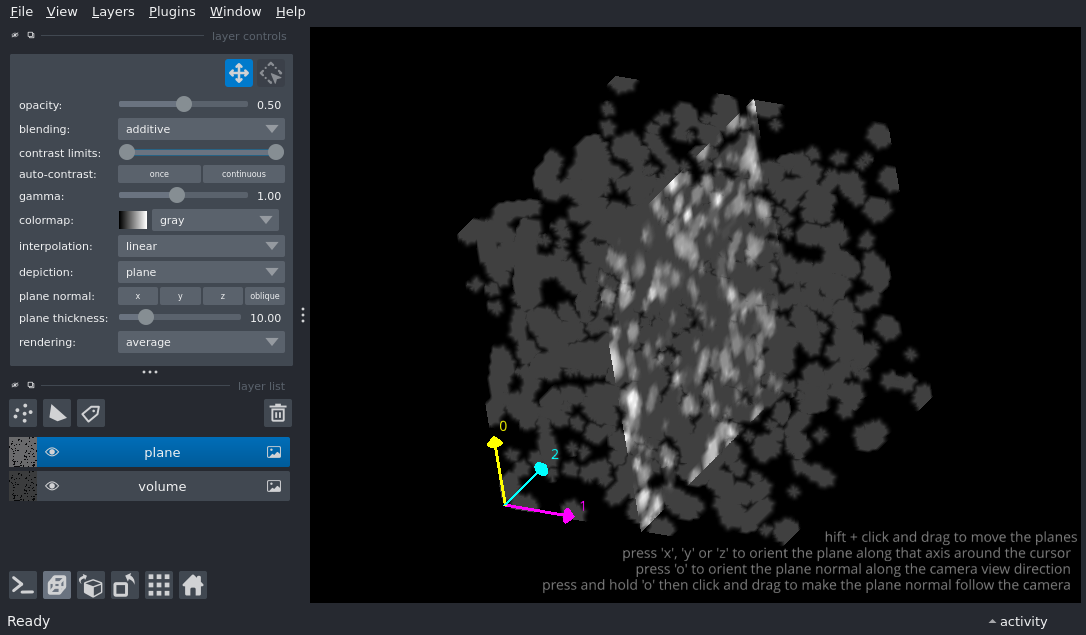 File View Layers Plugins Window Help
layer controls
opacity: 0.50
blending: additive
contrast limits:
auto-contrast: once continuous
gamma: 1.00
colormap: gray
interpolation: linear
depiction: plane
plane normal: x y z oblique
plane thickness: 10.00
rendering: average
layer list
plane
volume
0
2
1
hift + click and drag to move the planes
press 'x', 'y' or 'z' to orient the plane along that axis around the cursor
press 'o' to orient the plane normal along the camera view direction
press and hold 'o' then click and drag to make the plane normal follow the camera
Ready activity